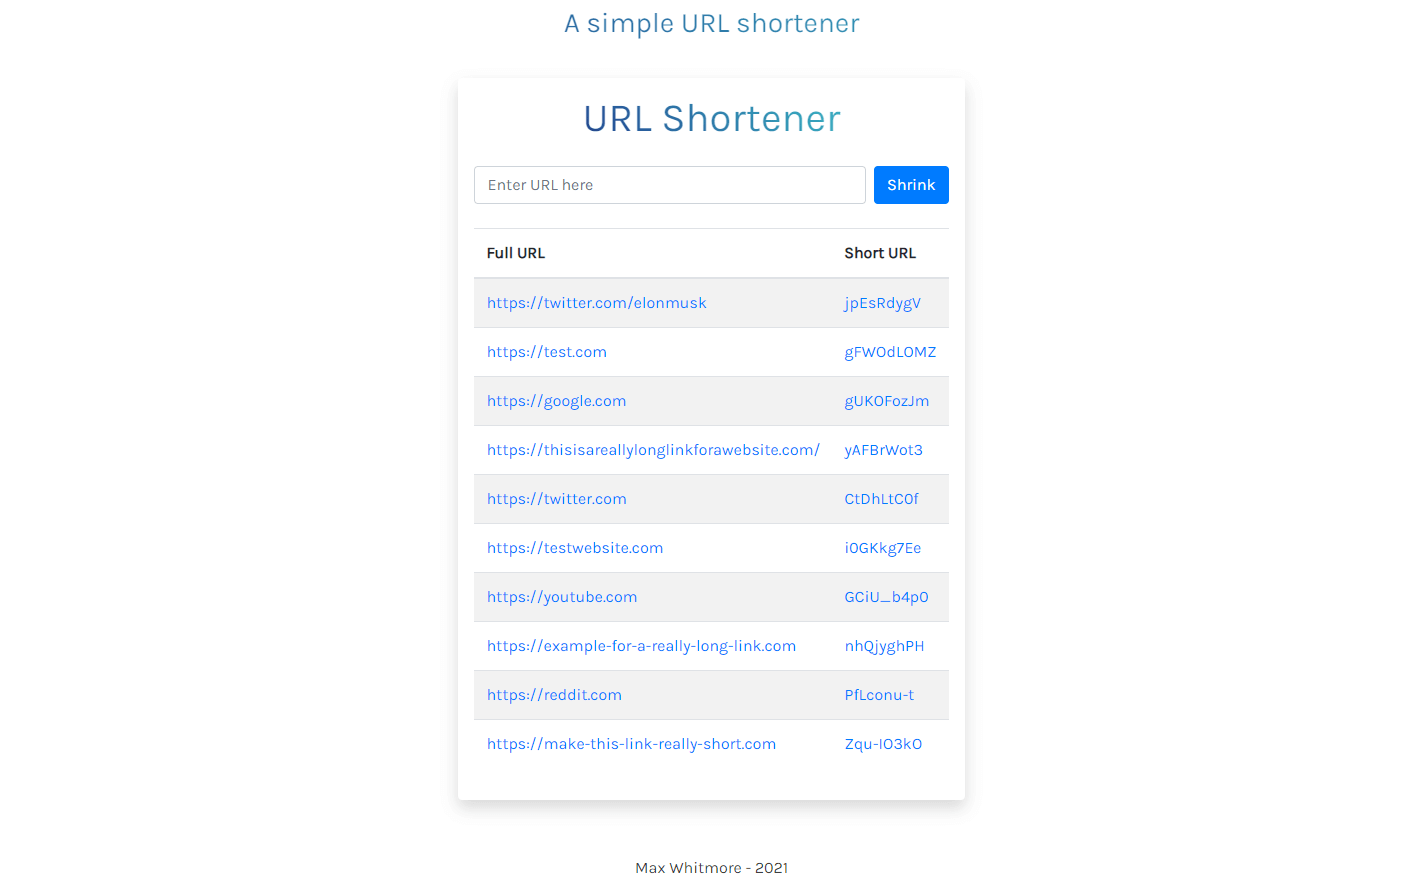 A simple URL shortener
URL Shortener
Enter URL here
Shrink
Full URL Short URL
https://twitter.com/elonmusk jpEsRdygV
https://test.com gFWOdLOMZ
https://google.com gUKOFozJm
https://thisisareallylonglinkforawebsite.com/ yAFBrWot3
https://twitter.com CtDhLtC0f
https://testwebsite.com i0GKkg7Ee
https://youtube.com GCiU_b4p0
https://example-for-a-really-long-link.com nhQjyghPH
https://reddit.com PfLconu-t
https://make-this-link-really-short.com Zqu-IO3kO
Max Whitmore - 2021